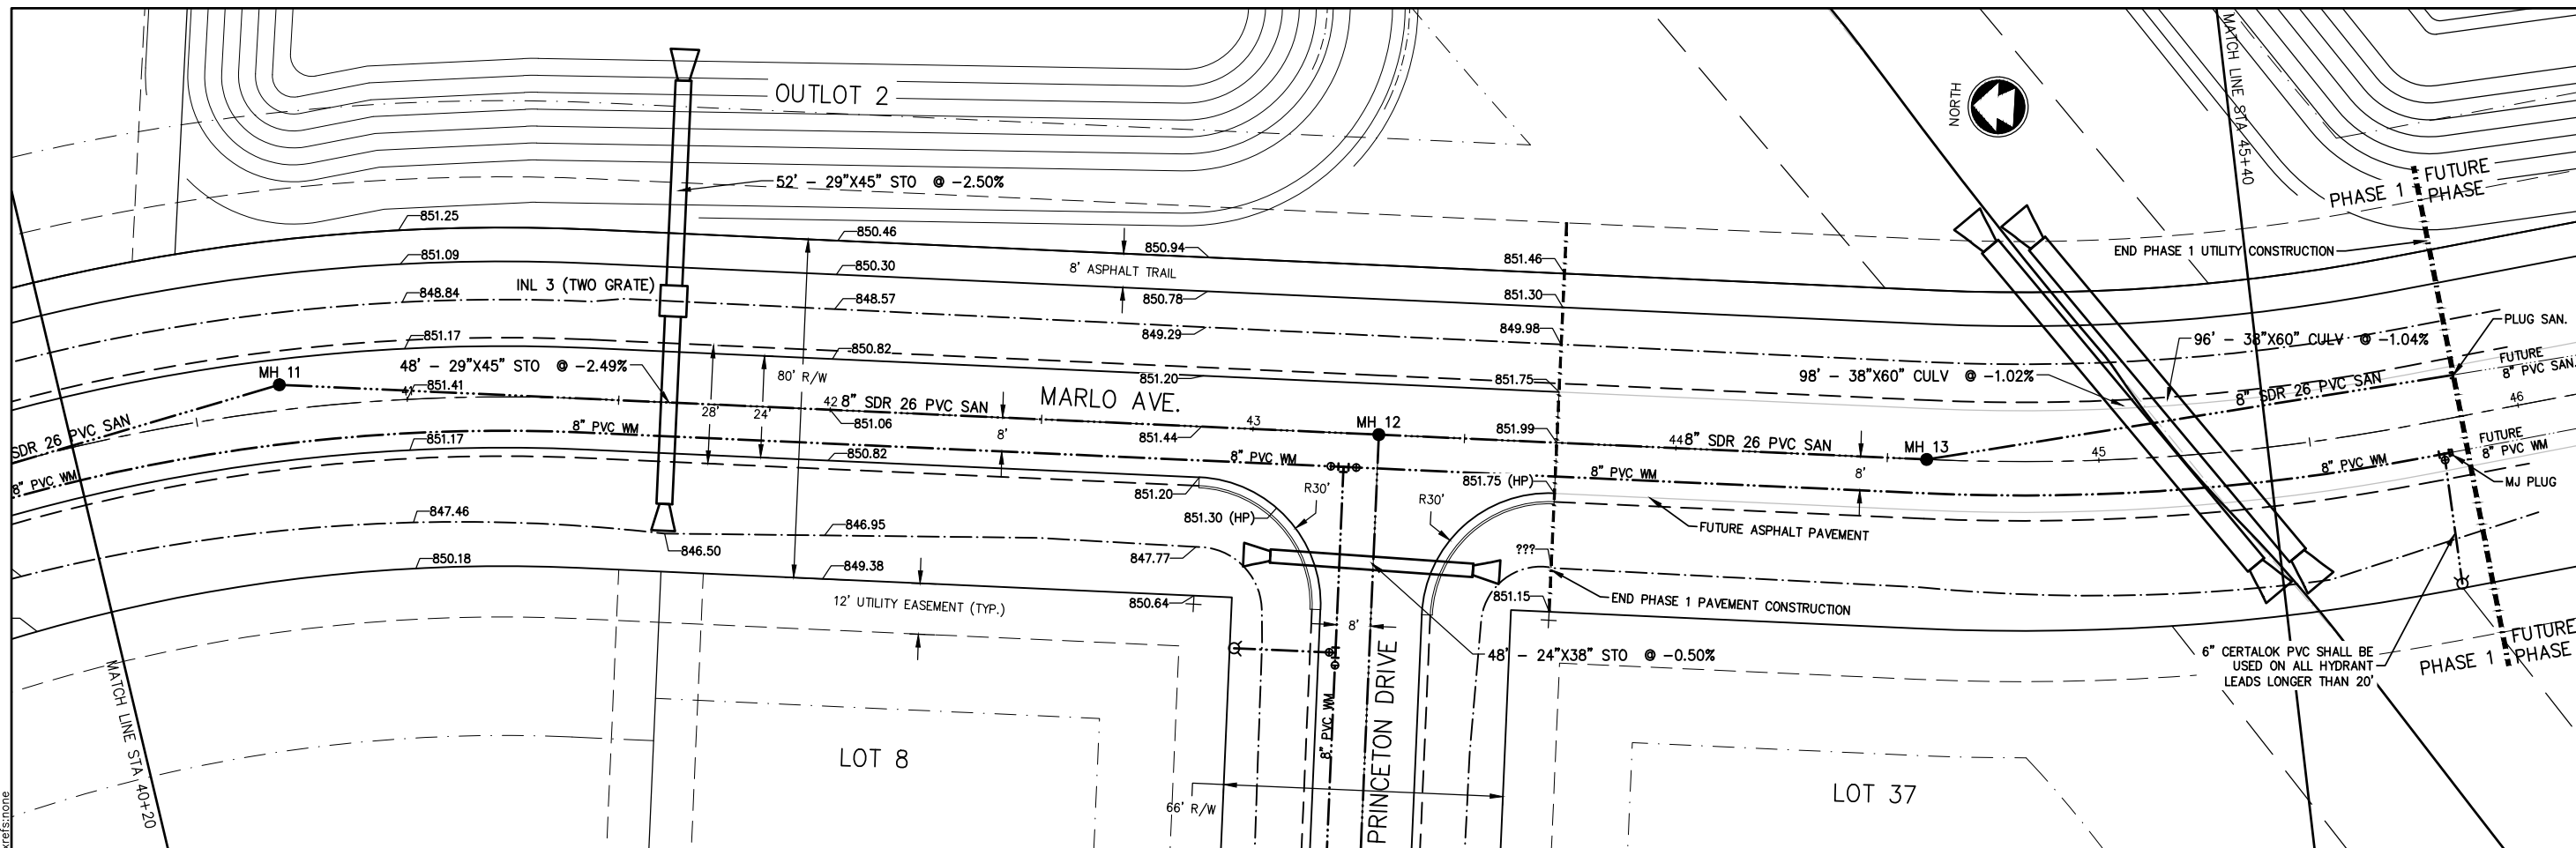 OUTLOT 2
NORTH
MATCH LINE STA 45+40
52' - 29"X45" STO @ -2.50%
PHASE 1
FUTURE
PHASE
851.25
850.46
850.94
851.46
END PHASE 1 UTILITY CONSTRUCTION
851.09
850.30
8' ASPHALT TRAIL
INL 3 (TWO GRATE)
848.84
848.57
850.78
851.30
849.29
849.98
PLUG SAN.
851.17
850.82
96' - 38"X60" CULV @ -1.04%
FUTURE
8" PVC SAN.
48' - 29"X45" STO @ -2.49%
MH 11
80' R/W
851.20
851.75
98' - 38"X60" CULV @ -1.02%
41
851.41
28'
24'
42
8" SDR 26 PVC SAN
MARLO AVE.
8" SDR 26 PVC SAN
46
851.06
43
MH 12
SDR 26 PVC SAN
8" PVC WM
8'
851.44
851.99
44
8" SDR 26 PVC SAN
MH 13
45
FUTURE
8" PVC WM
851.17
850.82
8" PVC WM
8" PVC WM
8'
8" PVC WM
8" PVC WM
851.20
R30'
R30'
851.75 (HP)
MJ PLUG
847.46
846.95
851.30 (HP)
FUTURE ASPHALT PAVEMENT
846.50
847.77
???
850.18
849.38
12' UTILITY EASEMENT (TYP.)
850.64
851.15
END PHASE 1 PAVEMENT CONSTRUCTION
8'
48' - 24"X38" STO @ -0.50%
6" CERTALOK PVC SHALL BE
USED ON ALL HYDRANT
LEADS LONGER THAN 20'
PHASE 1
FUTURE
PHASE
MATCH LINE STA 40+20
8" PVC WM
PRINCETON DRIVE
LOT 8
LOT 37
66' R/W
xrefs:none